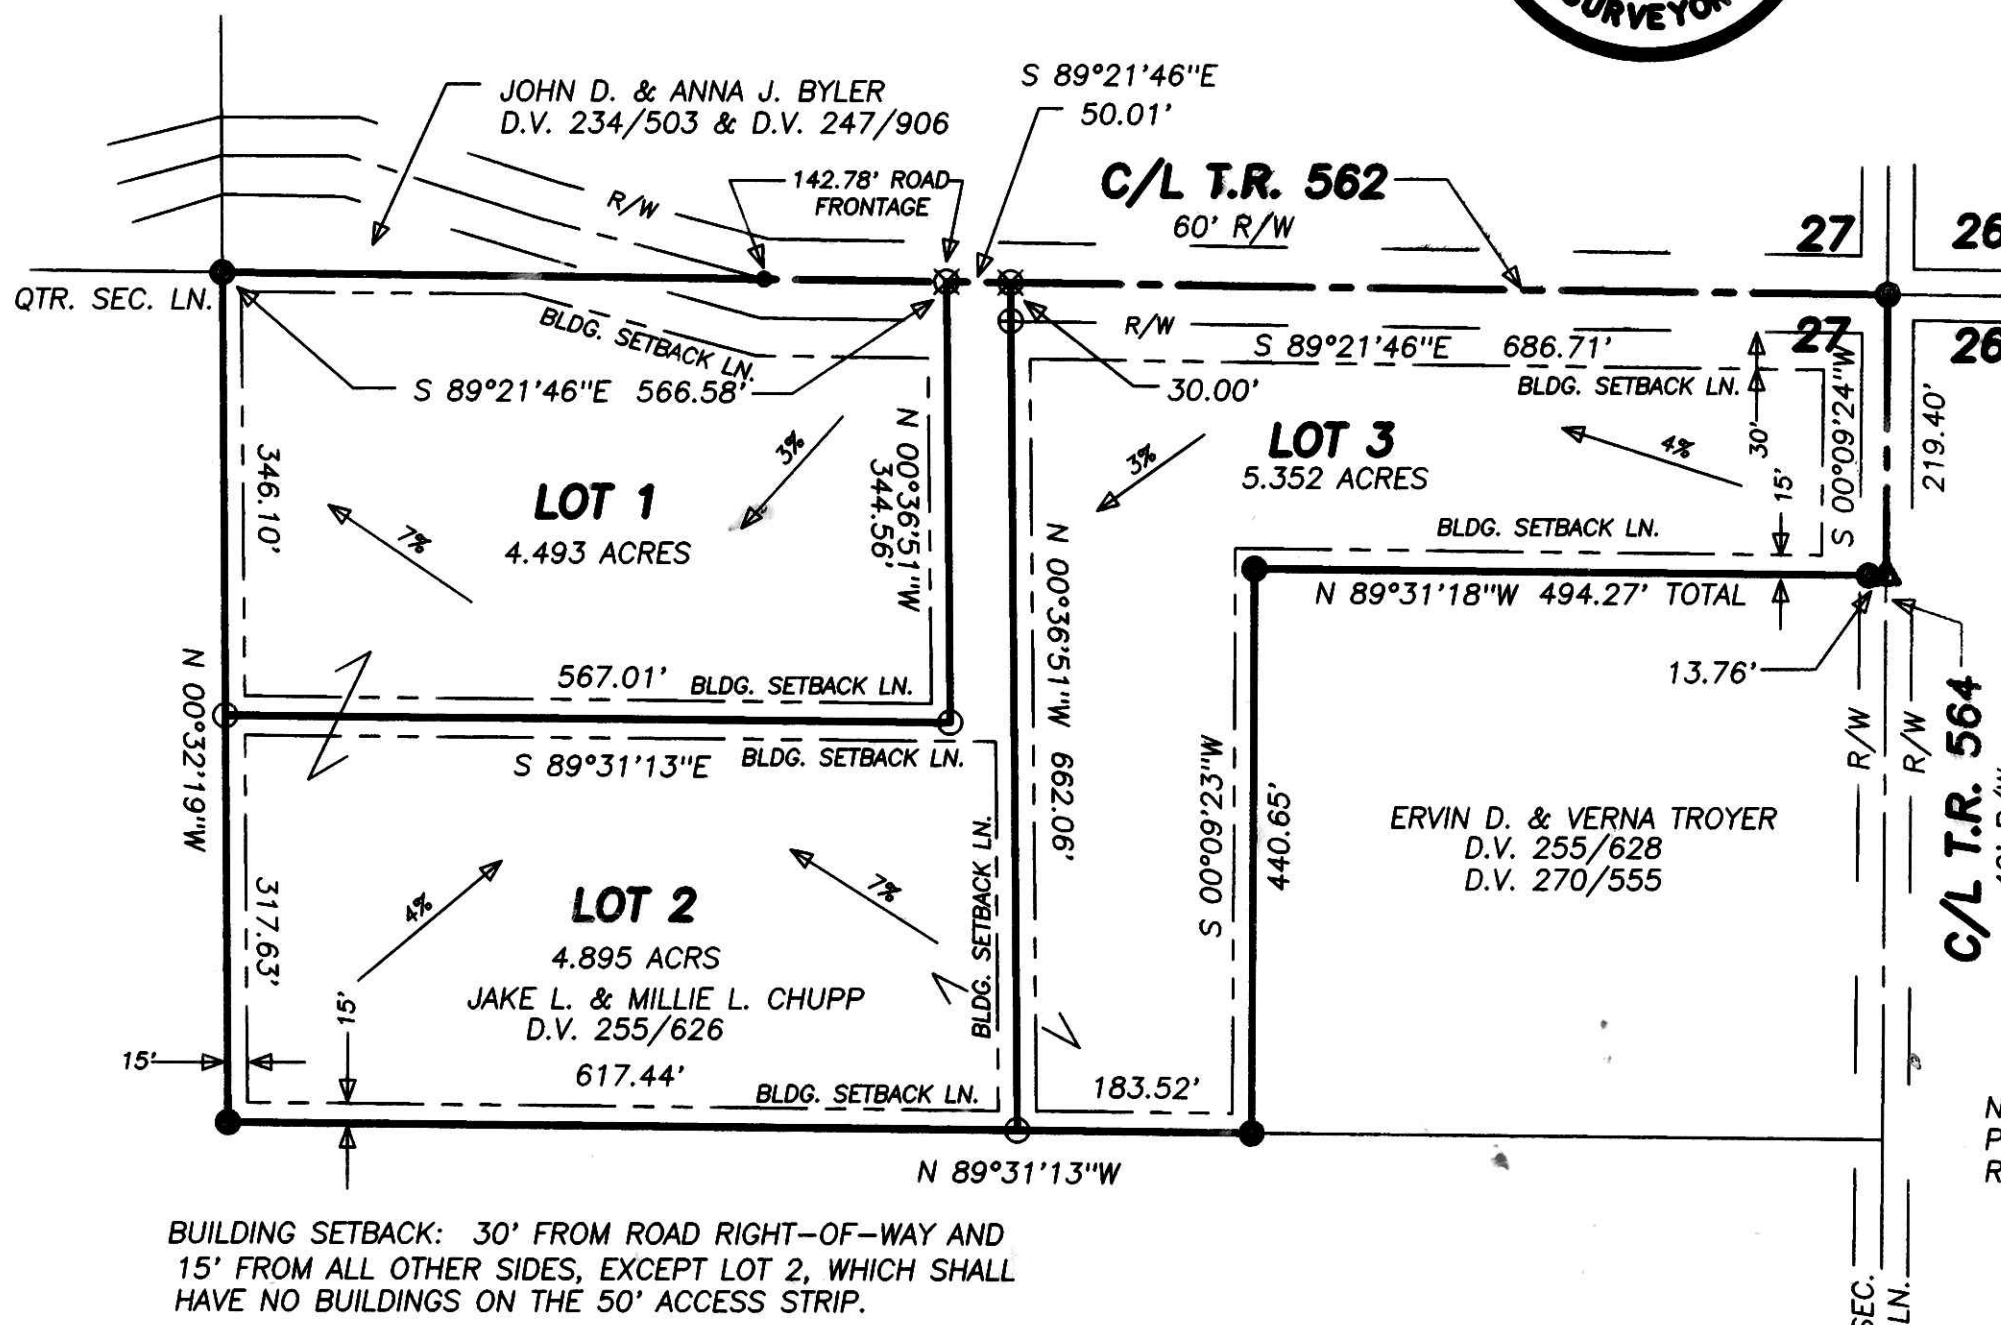 SURVEYOR
JOHN D. & ANNA J. BYLER
D.V. 234/503 & D.V. 247/906
S 89°21'46"E
50.01'
C/L T.R. 562
60' R/W
142.78' ROAD
FRONTAGE
R/W
27
26
QTR. SEC. LN.
BLDG. SETBACK LN.
R/W
S 89°21'46"E 686.71'
27
26
S 89°21'46"E 566.58'
30.00'
BLDG. SETBACK LN.
30'
S 00°09'24"W
219.40'
346.10'
3%
N 00°36'51"W
344.56'
LOT 1
4.493 ACRES
7%
3%
LOT 3
5.352 ACRES
4%
15'
BLDG. SETBACK LN.
N 89°31'18"W 494.27' TOTAL
13.76'
N 00°36'51"W 662.06'
567.01' BLDG. SETBACK LN.
N 00°32'19"W
S 89°31'13"E BLDG. SETBACK LN.
S 00°09'23"W
440.65'
R/W
R/W
C/L T.R. 564
ERVIN D. & VERNA TROYER
D.V. 255/628
D.V. 270/555
317.63'
4%
7%
LOT 2
4.895 ACRS
JAKE L. & MILLIE L. CHUPP
D.V. 255/626
BLDG. SETBACK LN.
15'
15'
617.44'
BLDG. SETBACK LN.
183.52'
N 89°31'13"W
N
P
R
SEC.
LN.
BUILDING SETBACK: 30' FROM ROAD RIGHT-OF-WAY AND
15' FROM ALL OTHER SIDES, EXCEPT LOT 2, WHICH SHALL
HAVE NO BUILDINGS ON THE 50' ACCESS STRIP.